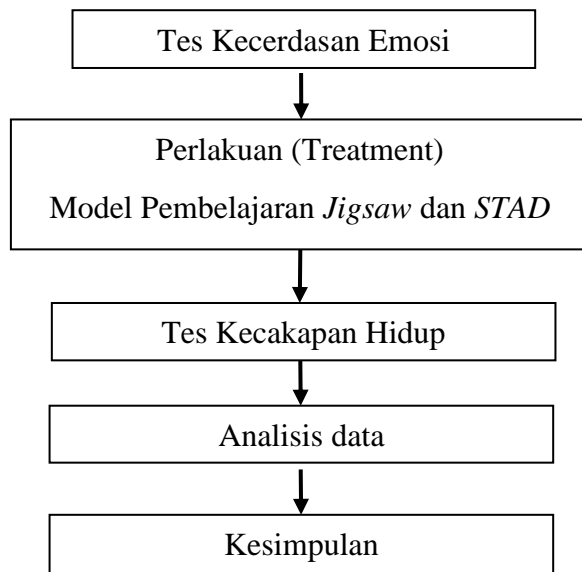 Tes Kecerdasan Emosi
Perlakuan (Treatment)
Model Pembelajaran Jigsaw dan STAD
Tes Kecakapan Hidup
Analisis data
Kesimpulan